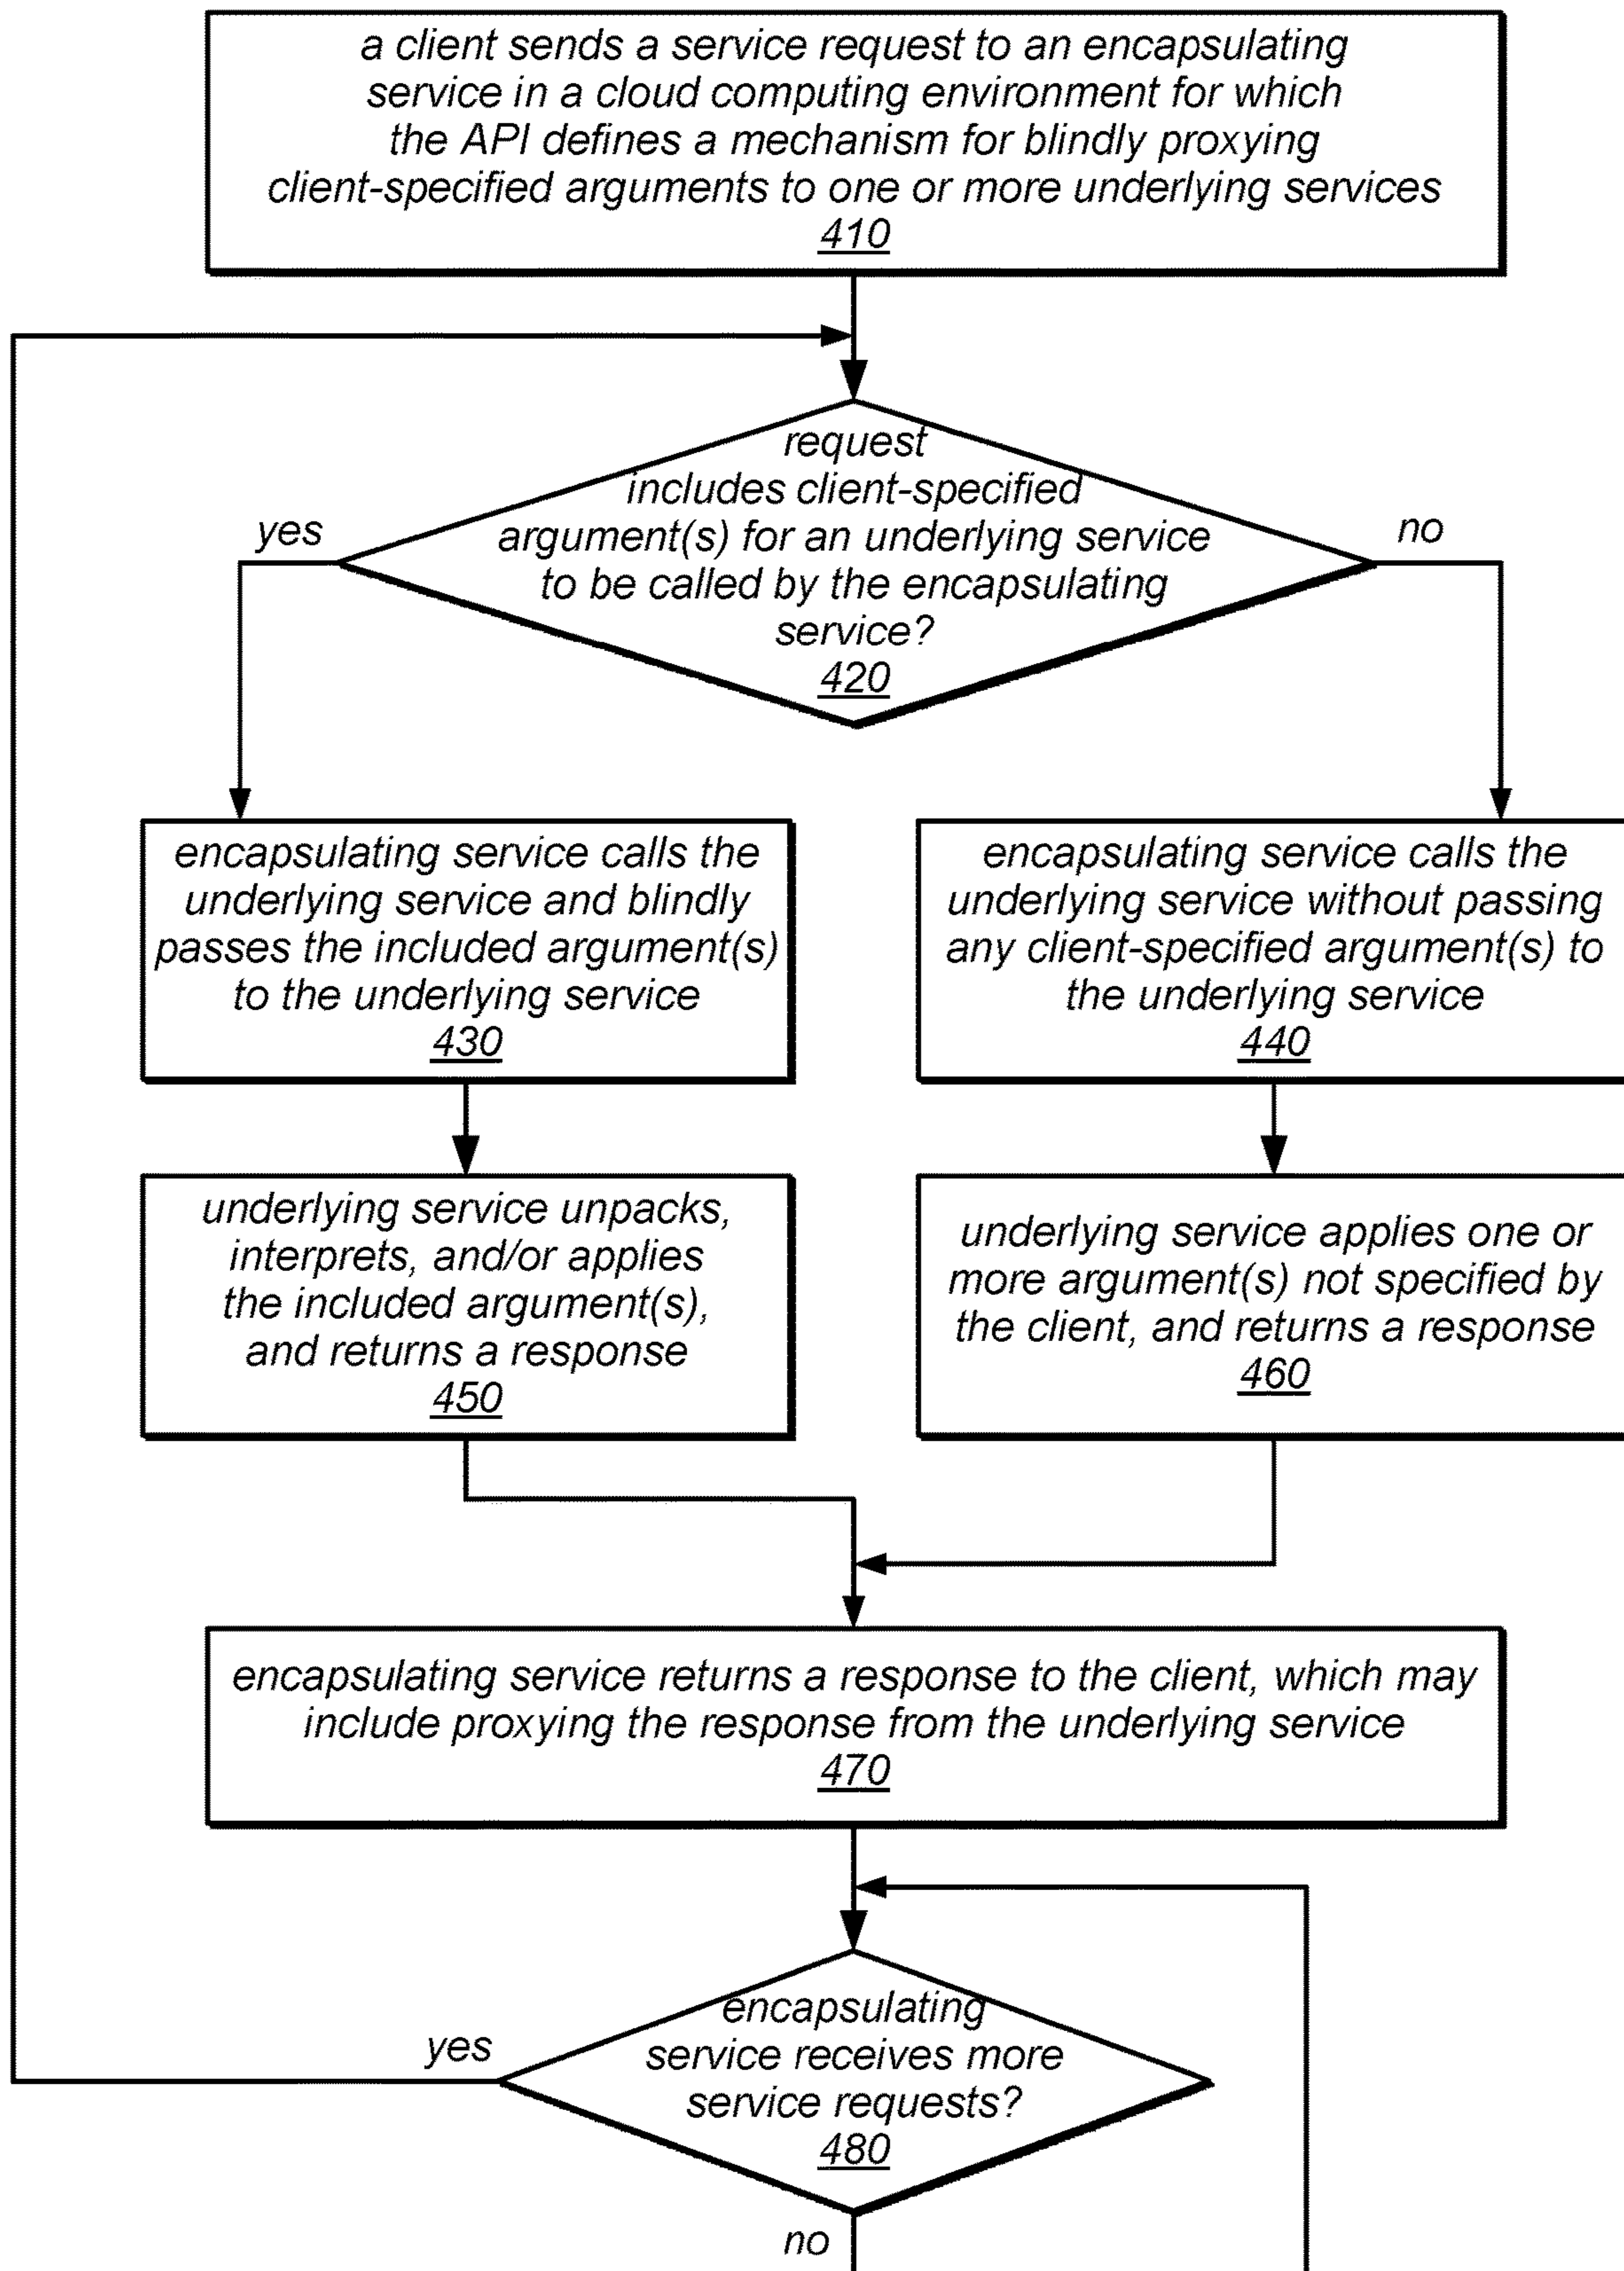 a client sends a service request to an encapsulating
service in a cloud computing environment for which
the API defines a mechanism for blindly proxying
client-specified arguments to one or more underlying services
410
request
includes client-specified
argument(s) for an underlying service
to be called by the encapsulating
service?
420
yes
no
encapsulating service calls the
underlying service and blindly
passes the included argument(s)
to the underlying service
430
encapsulating service calls the
underlying service without passing
any client-specified argument(s) to
the underlying service
440
underlying service unpacks,
interprets, and/or applies
the included argument(s),
and returns a response
450
underlying service applies one or
more argument(s) not specified by
the client, and returns a response
460
encapsulating service returns a response to the client, which may
include proxying the response from the underlying service
470
encapsulating
service receives more
service requests?
480
yes
no